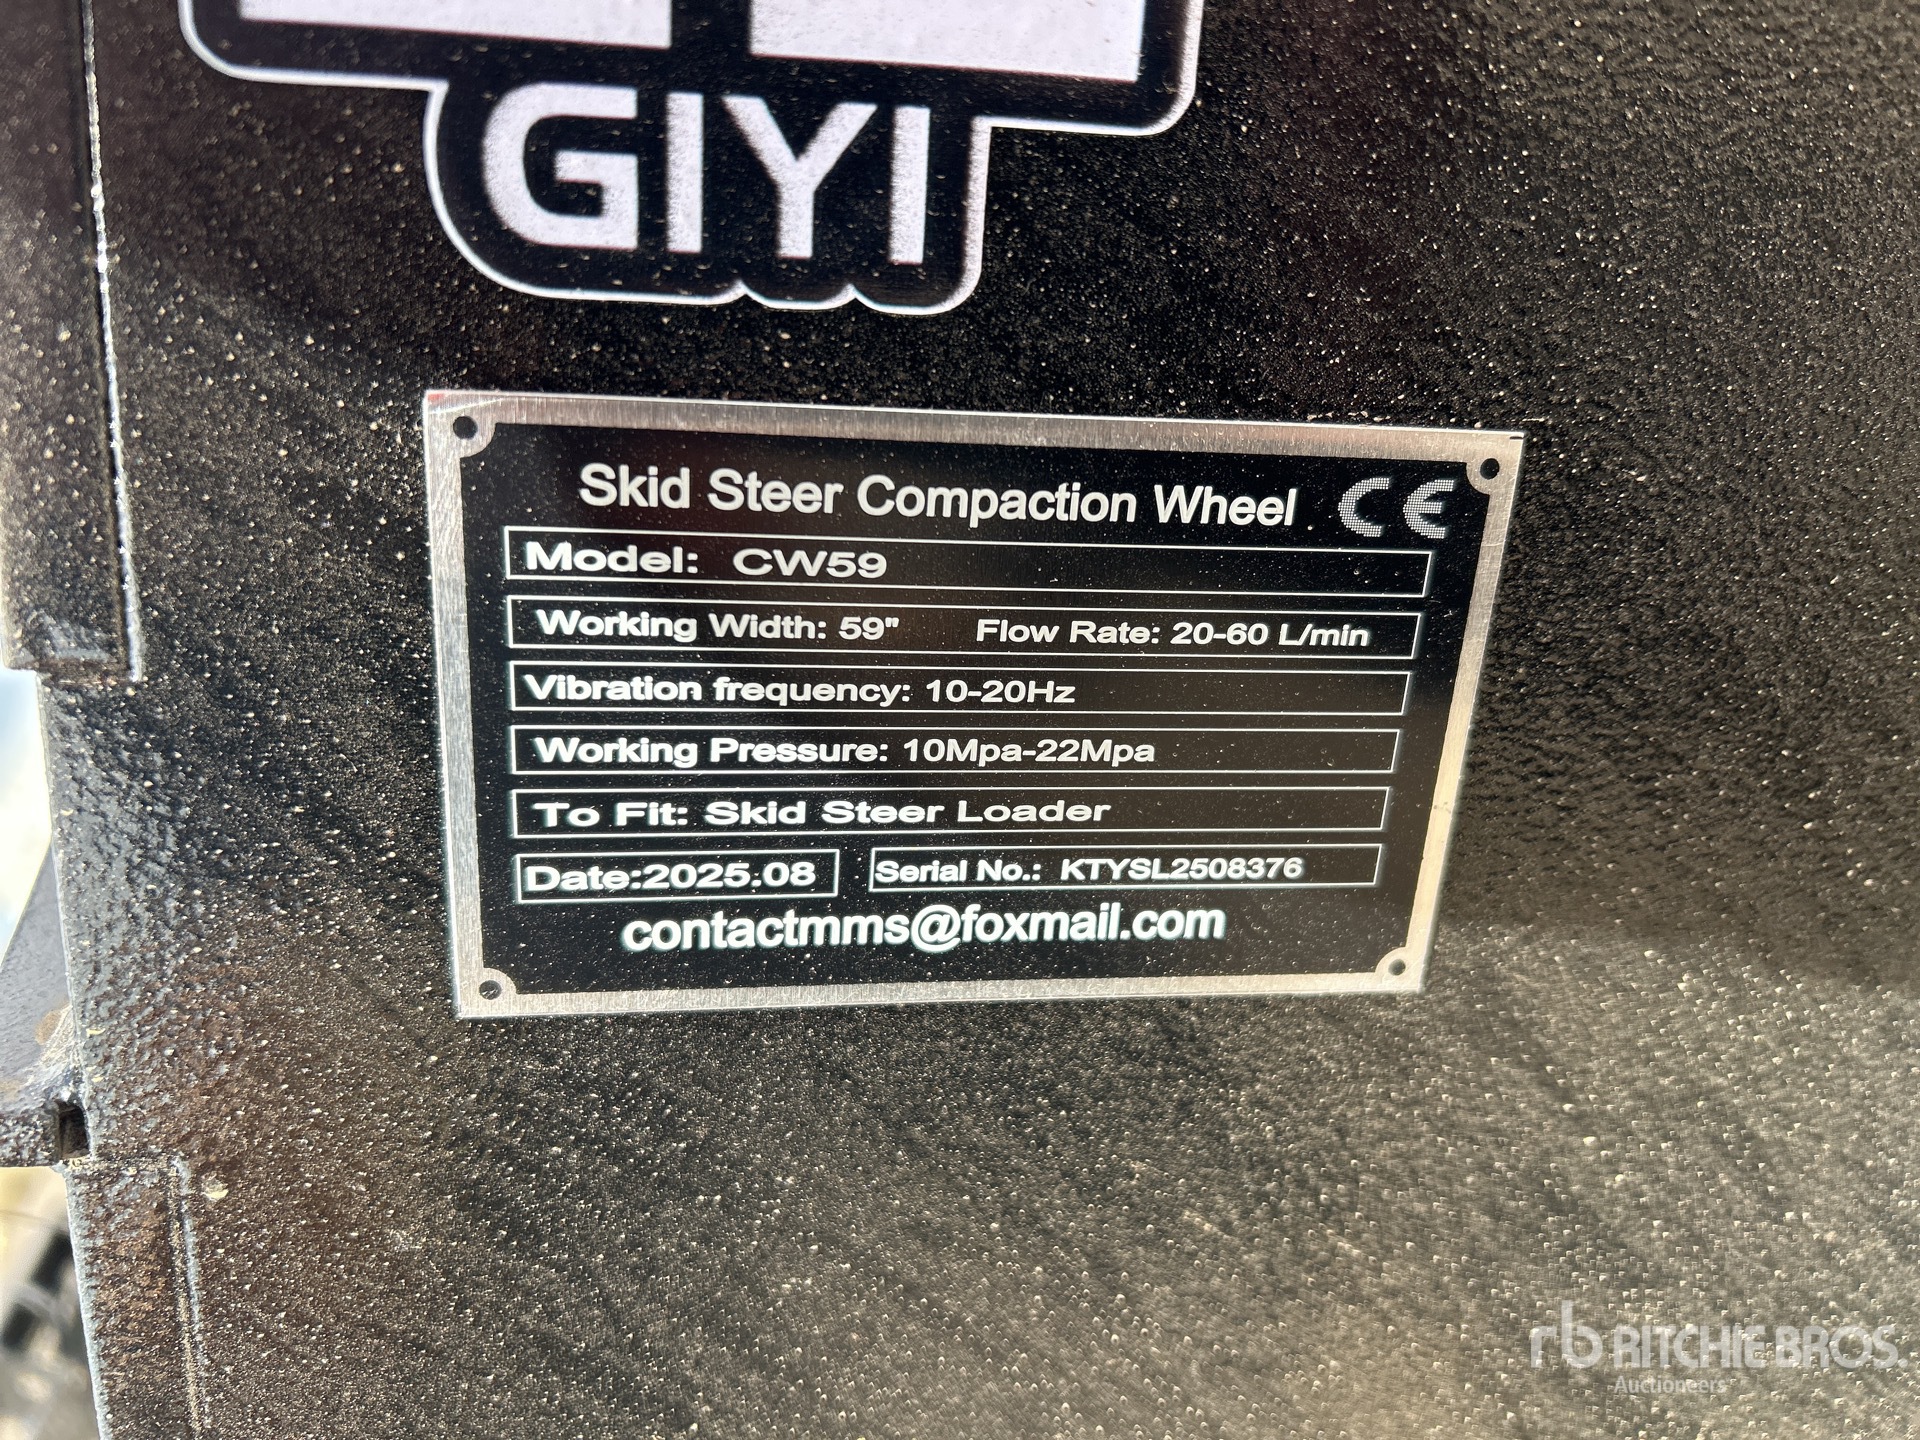 GIYI
Skid Steer Compaction Wheel CE
Model: CW59
Working Width: 59" Flow Rate: 20-60 L/min
Vibration frequency: 10-20Hz
Working Pressure: 10Mpa-22Mpa
To Fit: Skid Steer Loader
Date:2025.08 Serial No.: KTYSL2508376
contactmms@foxmail.com
rb RITCHIE BROS.
Auctioneers